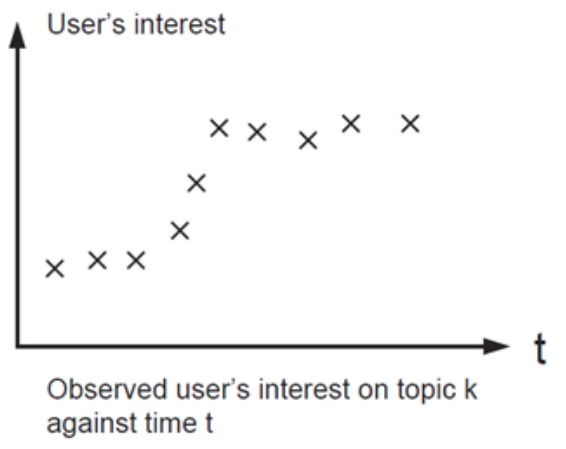 User's interest
t
Observed user's interest on topic k
against time t